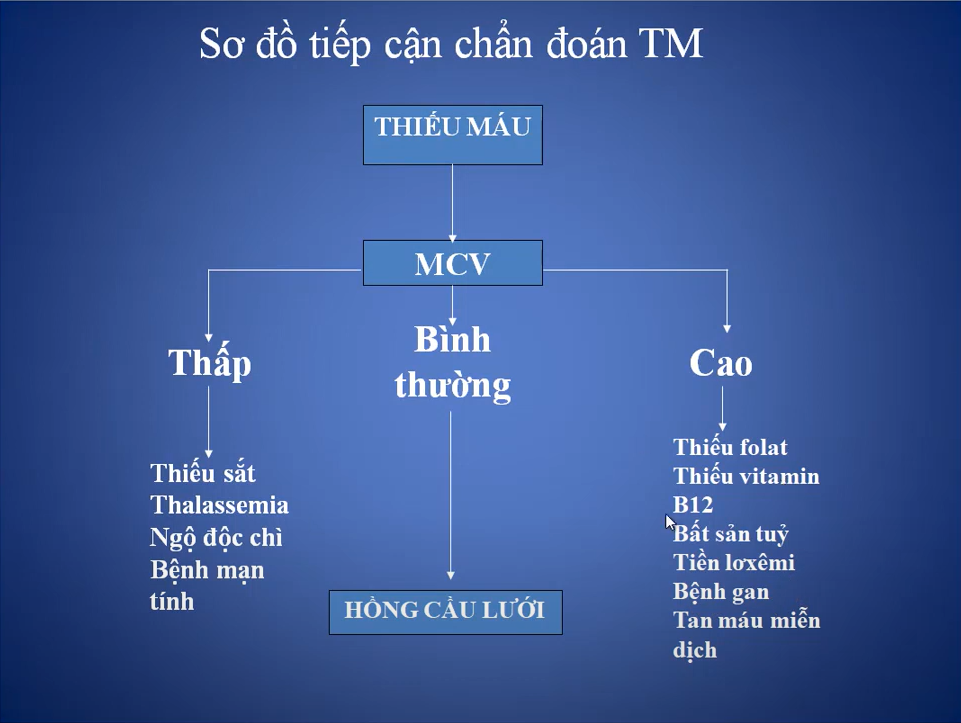 Sơ đồ tiếp cận chẩn đoán TM
THIẾU MÁU
MCV
Thấp
Bình
thường
Cao
Thiếu sắt
Thalassemia
Ngộ độc chì
Bệnh mạn
tính
HỒNG CẦU LƯỚI
Thiếu folat
Thiếu vitamin
B12
Bất sản tuỷ
Tiền lơxêmi
Bệnh gan
Tan máu miễn
dịch